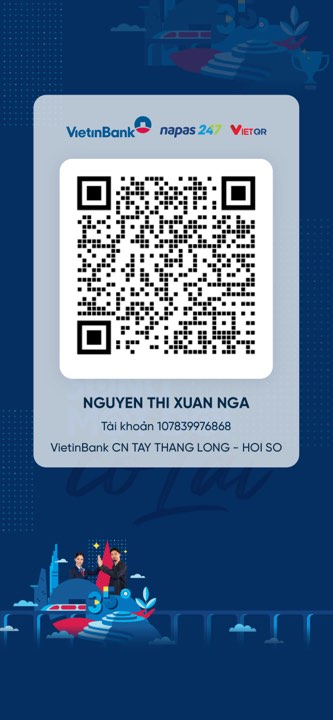 VietinBank napas 247 VIETQR
NGUYEN THI XUAN NGA
Tài khoản 107839976868
VietinBank CN TAY THANG LONG - HOI SO